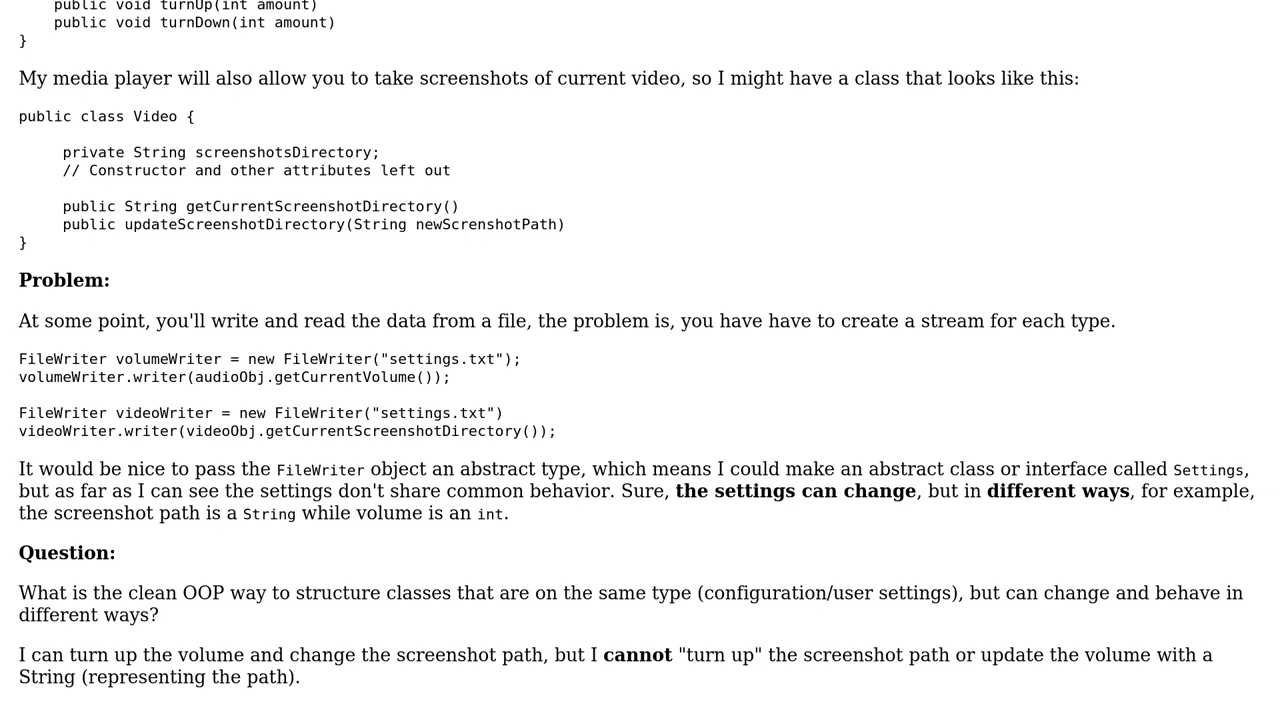 public void turnUp(int amount)
public void turnDown(int amount)
}
My media player will also allow you to take screenshots of current video, so I might have a class that looks like this:
public class Video {
private String screenshotsDirectory;
// Constructor and other attributes left out
public String getCurrentScreenshotDirectory()
public updateScreenshotDirectory(String newScrenshotPath)
}
Problem:
At some point, you'll write and read the data from a file, the problem is, you have have to create a stream for each type.
FileWriter volumeWriter = new FileWriter("settings.txt");
volumeWriter.writer(audioObj.getCurrentVolume());
FileWriter videoWriter = new FileWriter("settings.txt")
videoWriter.writer(videoObj.getCurrentScreenshotDirectory());
It would be nice to pass the FileWriter object an abstract type, which means I could make an abstract class or interface called Settings,
but as far as I can see the settings don't share common behavior. Sure, the settings can change, but in different ways, for example,
the screenshot path is a String while volume is an int.
Question:
What is the clean OOP way to structure classes that are on the same type (configuration/user settings), but can change and behave in
different ways?
I can turn up the volume and change the screenshot path, but I cannot "turn up" the screenshot path or update the volume with a
String (representing the path).